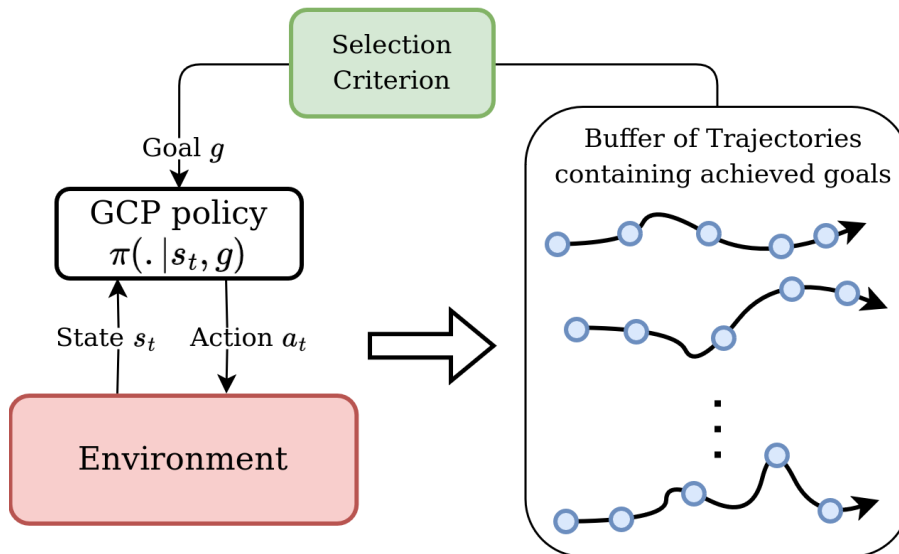 Selection
Criterion
Goal g
GCP policy
π(. |s_t, g)
State s_t
Action a_t
Environment
Buffer of Trajectories
containing achieved goals